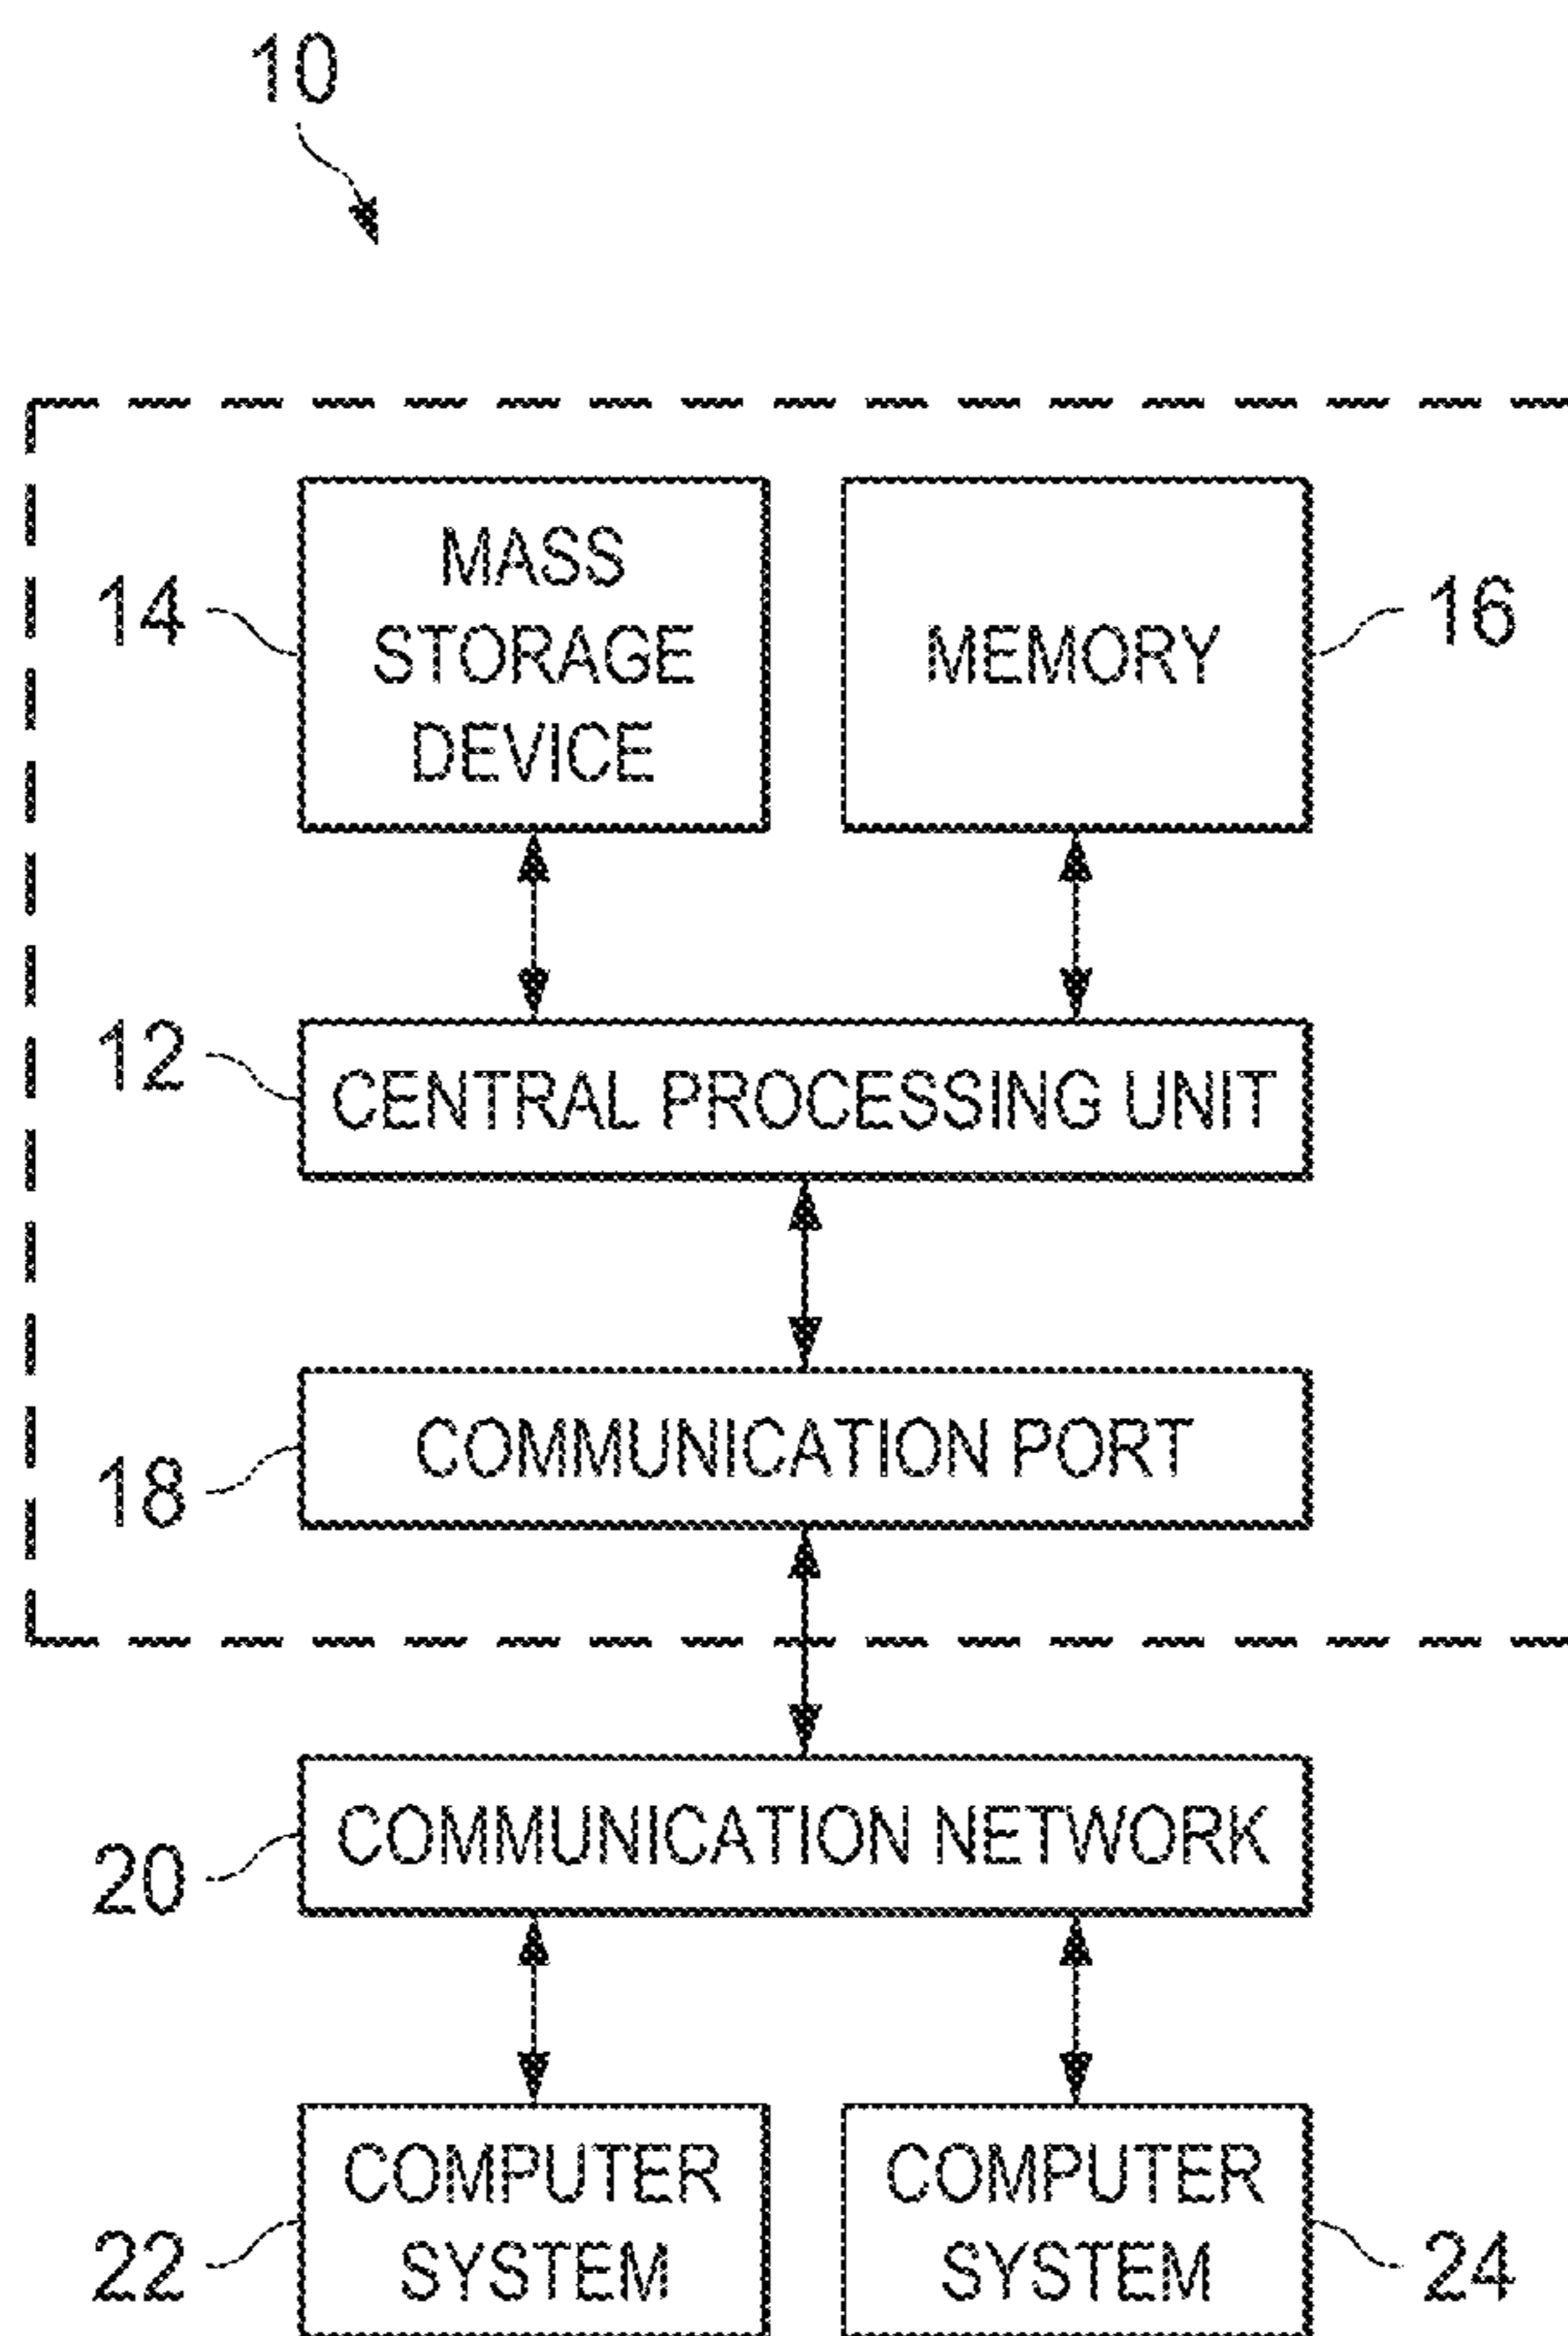 10
MASS
STORAGE
DEVICE
14
MEMORY
16
12
CENTRAL PROCESSING UNIT
COMMUNICATION PORT
18
COMMUNICATION NETWORK
20
COMPUTER
SYSTEM
22
COMPUTER
SYSTEM
24